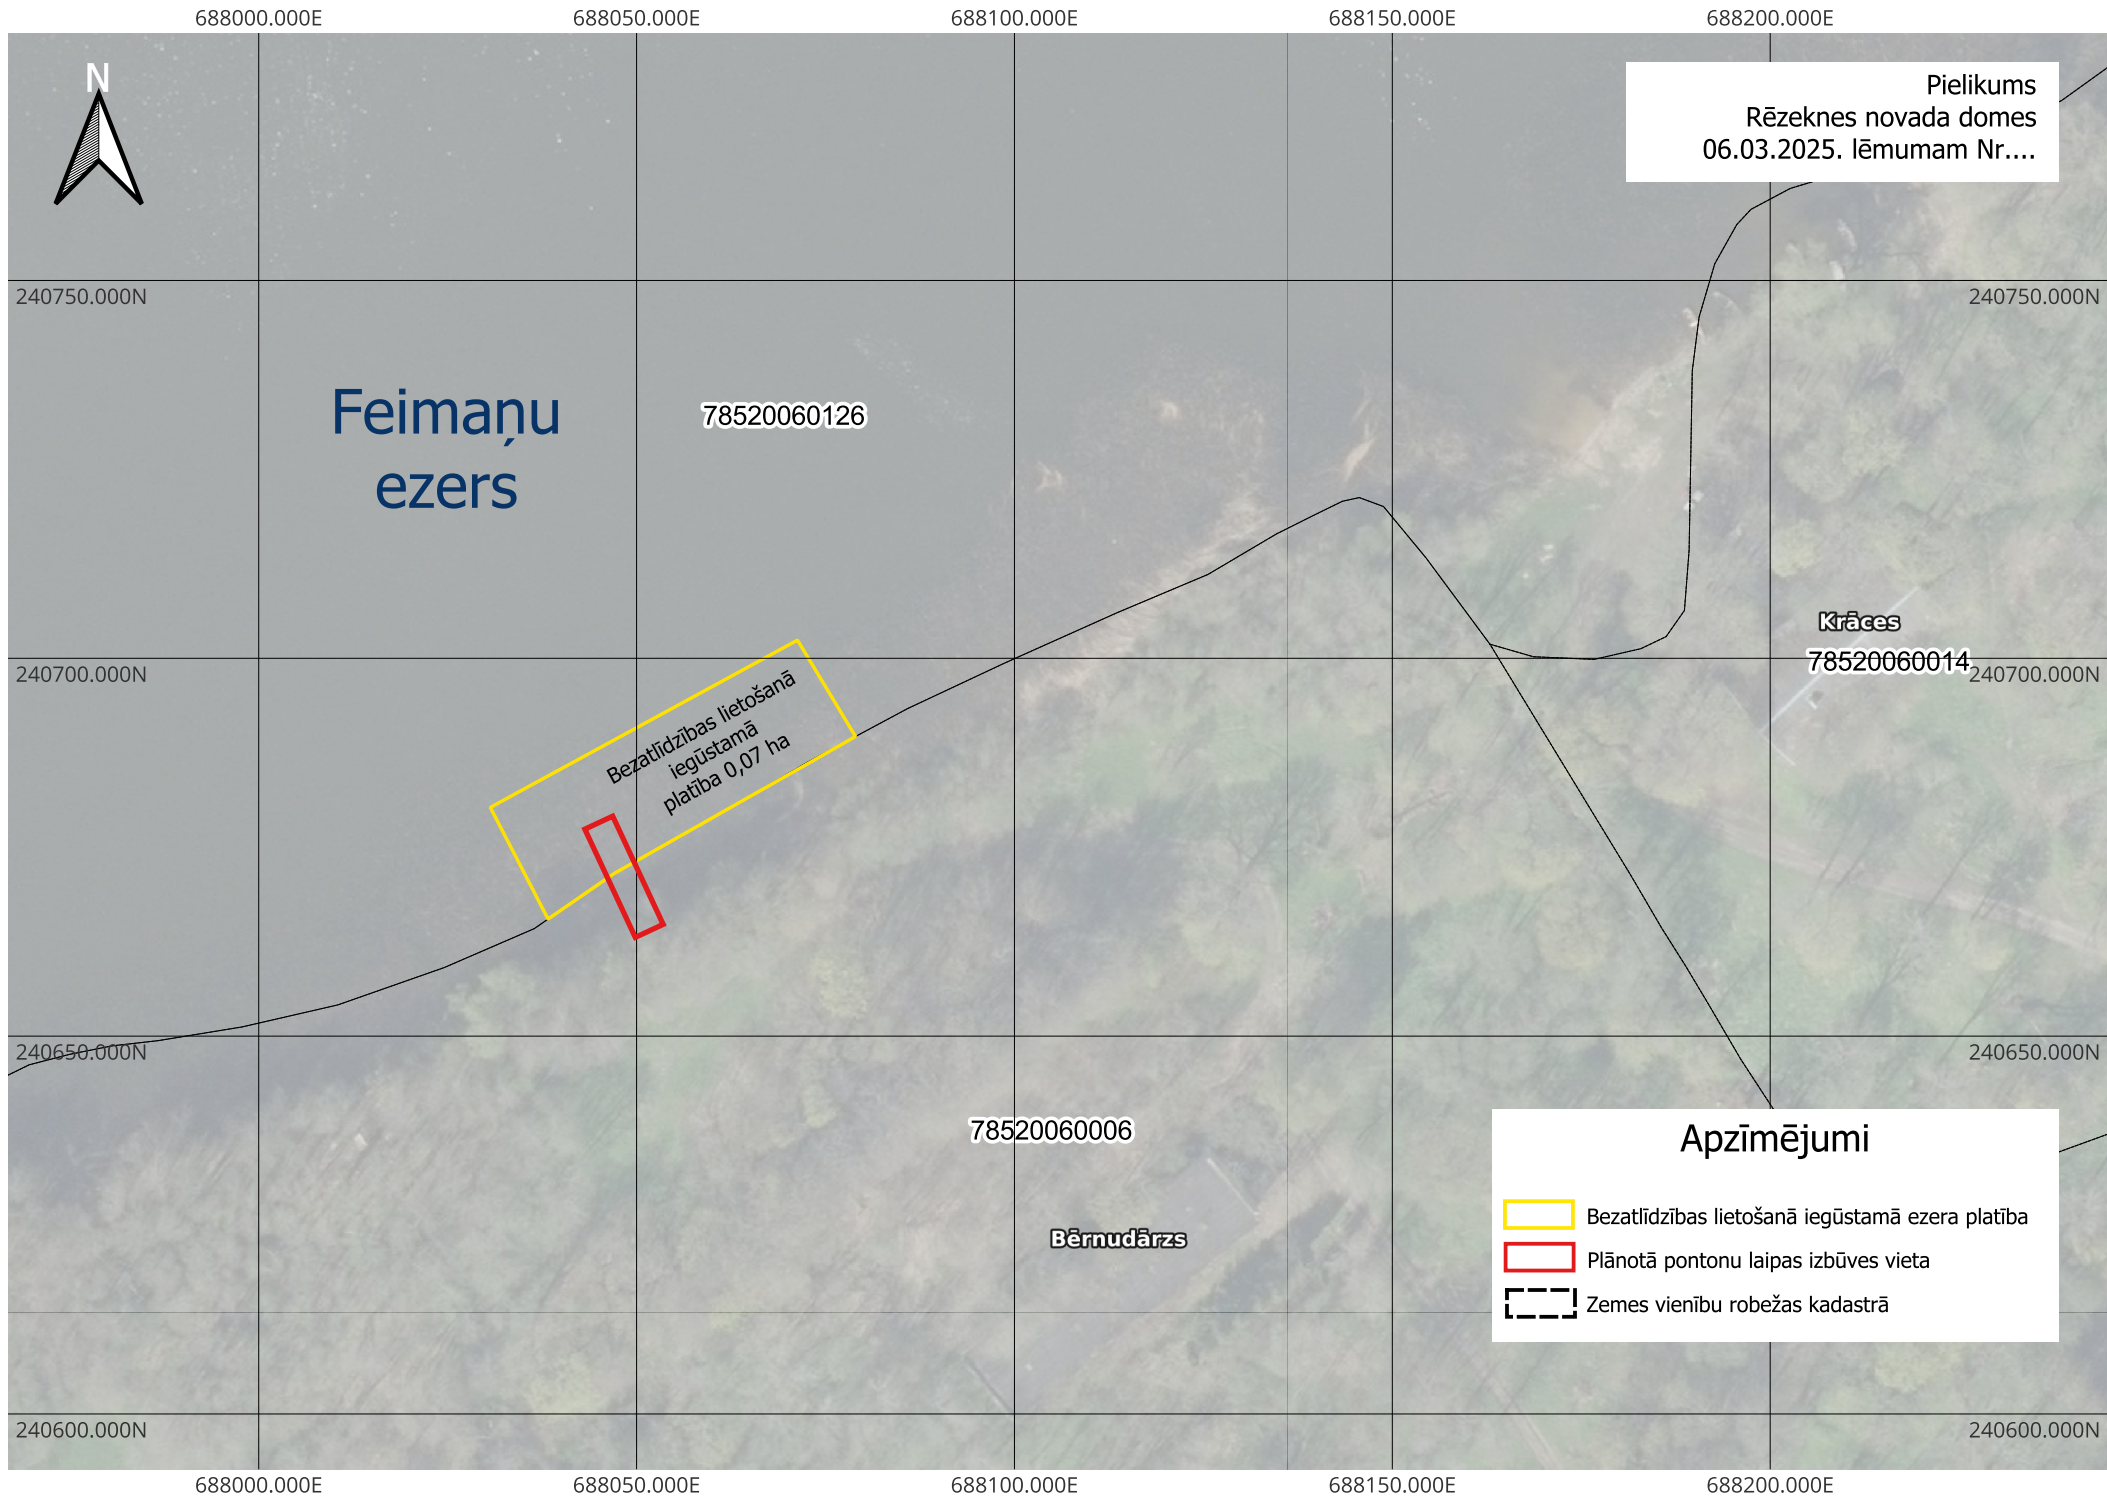 688000.000E 688050.000E 688100.000E 688150.000E 688200.000E
N
Pielikums
Rēzeknes novada domes
06.03.2025. lēmumam Nr....
240750.000N 240750.000N
Feimaņu
ezers
78520060126
Krāces
78520060014
240700.000N 240700.000N
Bezatlīdzības lietošanā
iegūstamā
platība 0,07 ha
240650.000N 240650.000N
78520060006
Bērnudārzs
Apzīmējumi
Bezatlīdzības lietošanā iegūstamā ezera platība
Plānotā pontonu laipas izbūves vieta
Zemes vienību robežas kadastrā
240600.000N 240600.000N
688000.000E 688050.000E 688100.000E 688150.000E 688200.000E